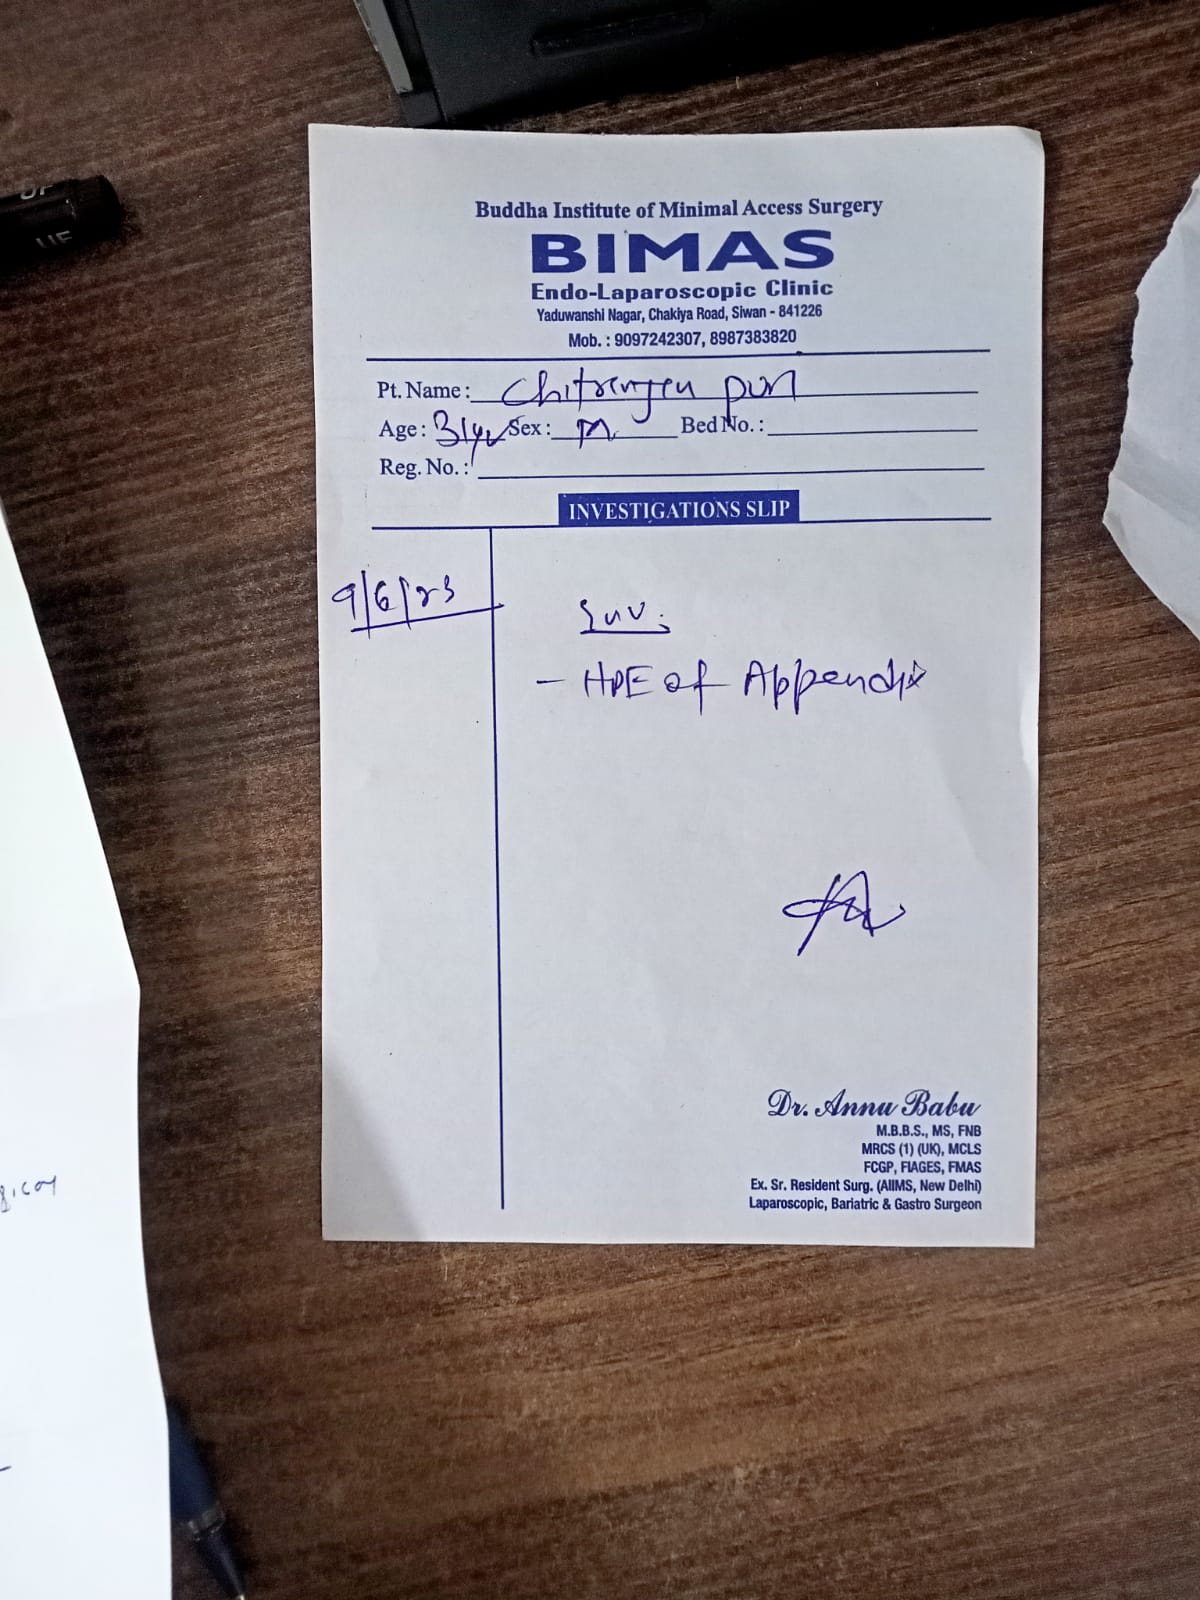 Buddha Institute of Minimal Access Surgery
BIMAS
Endo-Laparoscopic Clinic
Yaduwanshi Nagar, Chakiya Road, Siwan - 841226
Mob. : 9097242307, 8987383820
Pt. Name : Chitrenjen puri
Age : 31yr Sex : M Bed No. :
Reg. No. :
INVESTIGATIONS SLIP
9/6/23
Inv:
- HPE of Appendix
Dr. Annu Babu
M.B.B.S., MS, FNB
MRCS (1) (UK), MCLS
FCGP, FIAGES, FMAS
Ex. Sr. Resident Surg. (AIIMS, New Delhi)
Laparoscopic, Bariatric & Gastro Surgeon